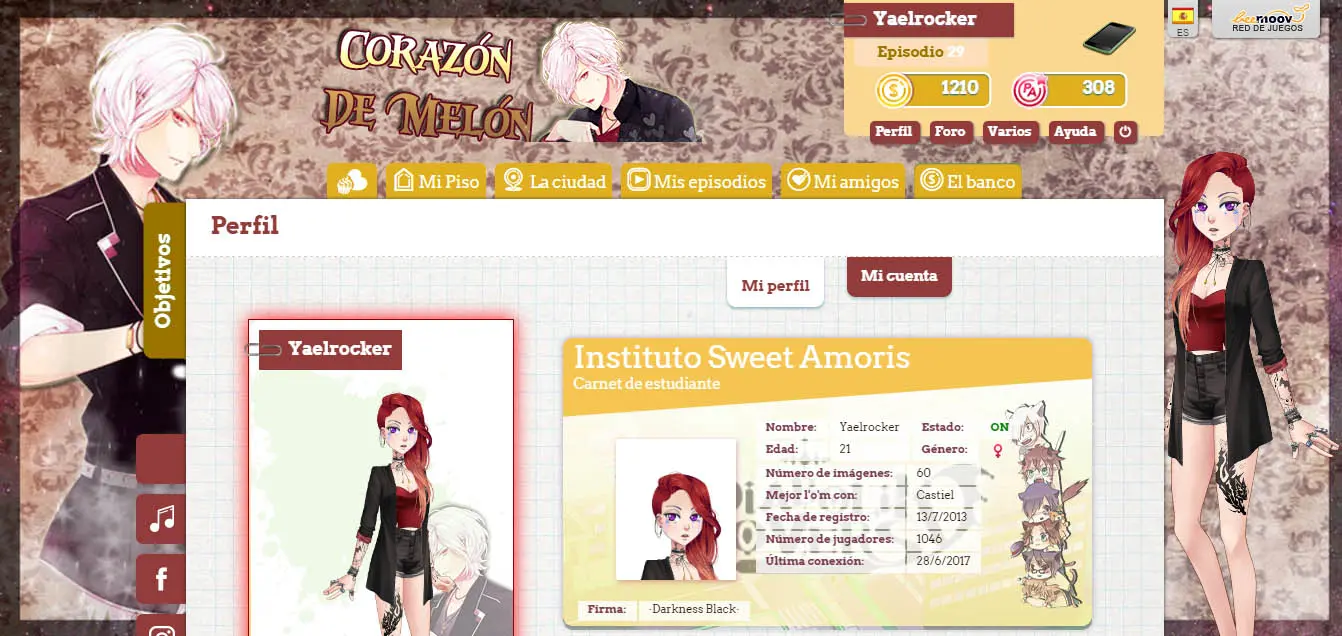 CORAZÓN
DE MELÓN
Yaelrocker
Episodio 29
1210
308
Perfil Foro Varios Ayuda
ES
beemoov
RED DE JUEGOS
Mi Piso La ciudad Mis episodios Mi amigos El banco
Objetivos
Perfil
Mi perfil Mi cuenta
Yaelrocker
Instituto Sweet Amoris
Carnet de estudiante
Nombre: Yaelrocker Estado: ON
Edad: 21 Género: ♀
Número de imágenes: 60
Mejor l'o'm con: Castiel
Fecha de registro: 13/7/2013
Número de jugadores: 1046
Última conexión: 28/6/2017
Firma: ·Darkness Black·